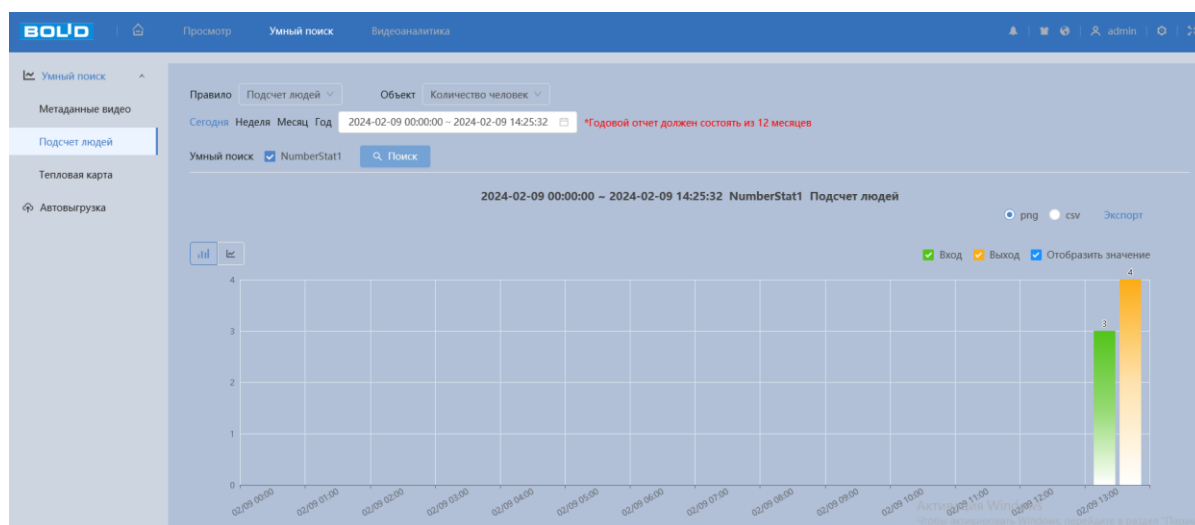 BOLID
Просмотр
Умный поиск
Видеоаналитика
admin
Умный поиск
Метаданные видео
Подсчет людей
Тепловая карта
Автовыгрузка
Правило Подсчет людей Объект Количество человек
Сегодня Неделя Месяц Год 2024-02-09 00:00:00 ~ 2024-02-09 14:25:32 *Годовой отчет должен состоять из 12 месяцев
Умный поиск NumberStat1 Поиск
2024-02-09 00:00:00 ~ 2024-02-09 14:25:32 NumberStat1 Подсчет людей
png csv Экспорт
Вход Выход Отобразить значение
4
4
3
3
2
1
0
02/09 00:00 02/09 01:00 02/09 02:00 02/09 03:00 02/09 04:00 02/09 05:00 02/09 06:00 02/09 07:00 02/09 08:00 02/09 09:00 02/09 10:00 02/09 11:00 02/09 12:00 02/09 13:00
Активация Windows